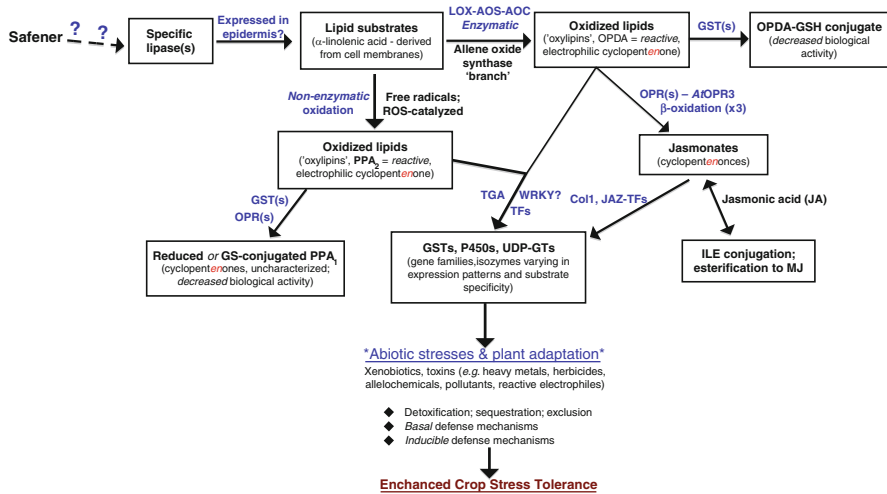 Safener
?
?
Specific
lipase(s)
Expressed in
epidermis?
Lipid substrates
(α-linolenic acid - derived
from cell membranes)
LOX-AOS-AOC
Enzymatic
Allene oxide
synthase
‘branch’
Oxidized lipids
(‘oxylipins’, OPDA = reactive,
electrophilic cyclopentenone)
GST(s)
OPDA-GSH conjugate
(decreased biological
activity)
Non-enzymatic
oxidation
Free radicals;
ROS-catalyzed
OPR(s) – AtOPR3
β-oxidation (x3)
Oxidized lipids
(‘oxylipins’, PPA2 = reactive,
electrophilic cyclopentenone)
Jasmonates
(cyclopentenonces)
GST(s)
OPR(s)
TGA
WRKY?
TFs
Col1, JAZ-TFs
Jasmonic acid (JA)
Reduced or GS-conjugated PPA1
(cyclopentenones, uncharacterized;
decreased biological activity)
GSTs, P450s, UDP-GTs
(gene families,isozymes varying in
expression patterns and substrate
specificity)
ILE conjugation;
esterification to MJ
*Abiotic stresses & plant adaptation*
Xenobiotics, toxins (e.g. heavy metals, herbicides,
allelochemicals, pollutants, reactive electrophiles)
◆ Detoxification; sequestration; exclusion
◆ Basal defense mechanisms
◆ Inducible defense mechanisms
Enchanced Crop Stress Tolerance